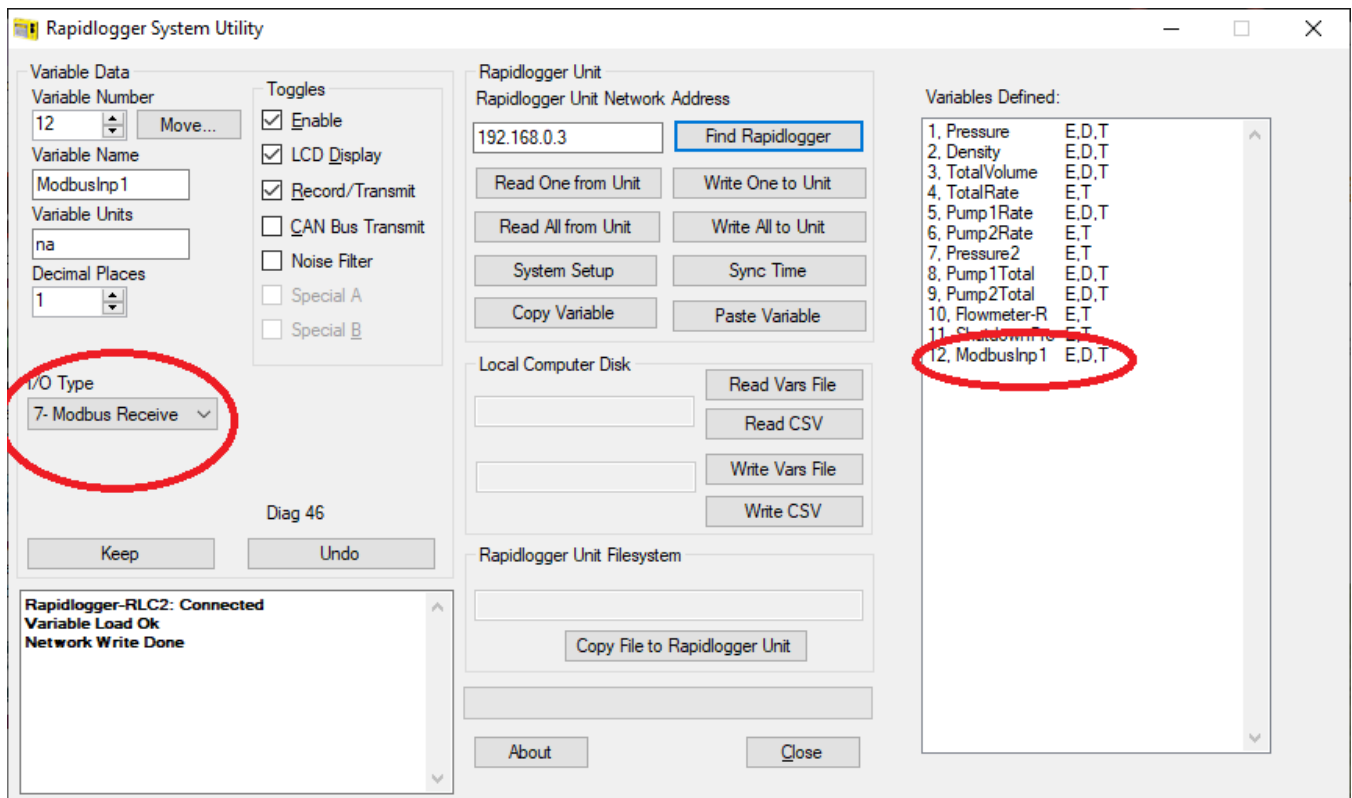 Rapidlogger System Utility
Variable Data
Variable Number
12
Move...
Variable Name
ModbusInp1
Variable Units
na
Decimal Places
1
I/O Type
7- Modbus Receive
Toggles
Enable
LCD Display
Record/Transmit
CAN Bus Transmit
Noise Filter
Special A
Special B
Diag 46
Keep
Undo
Rapidlogger-RLC2: Connected
Variable Load Ok
Network Write Done
Rapidlogger Unit
Rapidlogger Unit Network Address
192.168.0.3
Find Rapidlogger
Read One from Unit
Write One to Unit
Read All from Unit
Write All to Unit
System Setup
Sync Time
Copy Variable
Paste Variable
Local Computer Disk
Read Vars File
Read CSV
Write Vars File
Write CSV
Rapidlogger Unit Filesystem
Copy File to Rapidlogger Unit
About
Close
Variables Defined:
1, Pressure E,D,T
2, Density E,D,T
3, TotalVolume E,D,T
4, TotalRate E,T
5, Pump1Rate E,D,T
6, Pump2Rate E,T
7, Pressure2 E,T
8, Pump1Total E,D,T
9, Pump2Total E,D,T
10, Flowmeter-R E,T
11, ShutdownPre E,T
12, ModbusInp1 E,D,T